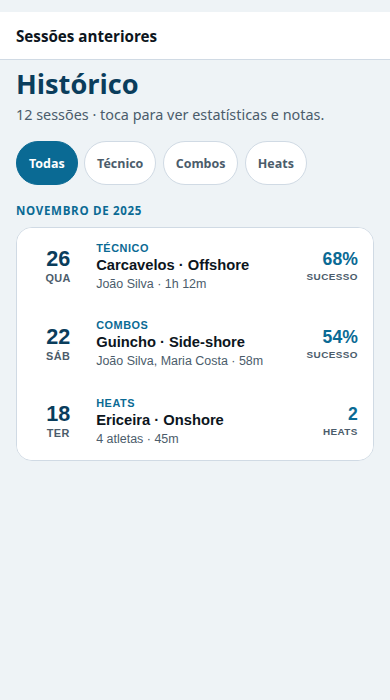 Sessões anteriores
Histórico
12 sessões · toca para ver estatísticas e notas.
Todas
Técnico
Combos
Heats
NOVEMBRO DE 2025
26
QUA
TÉCNICO
Carcavelos · Offshore
João Silva · 1h 12m
68%
SUCESSO
22
SÁB
COMBOS
Guincho · Side-shore
João Silva, Maria Costa · 58m
54%
SUCESSO
18
TER
HEATS
Ericeira · Onshore
4 atletas · 45m
2
HEATS